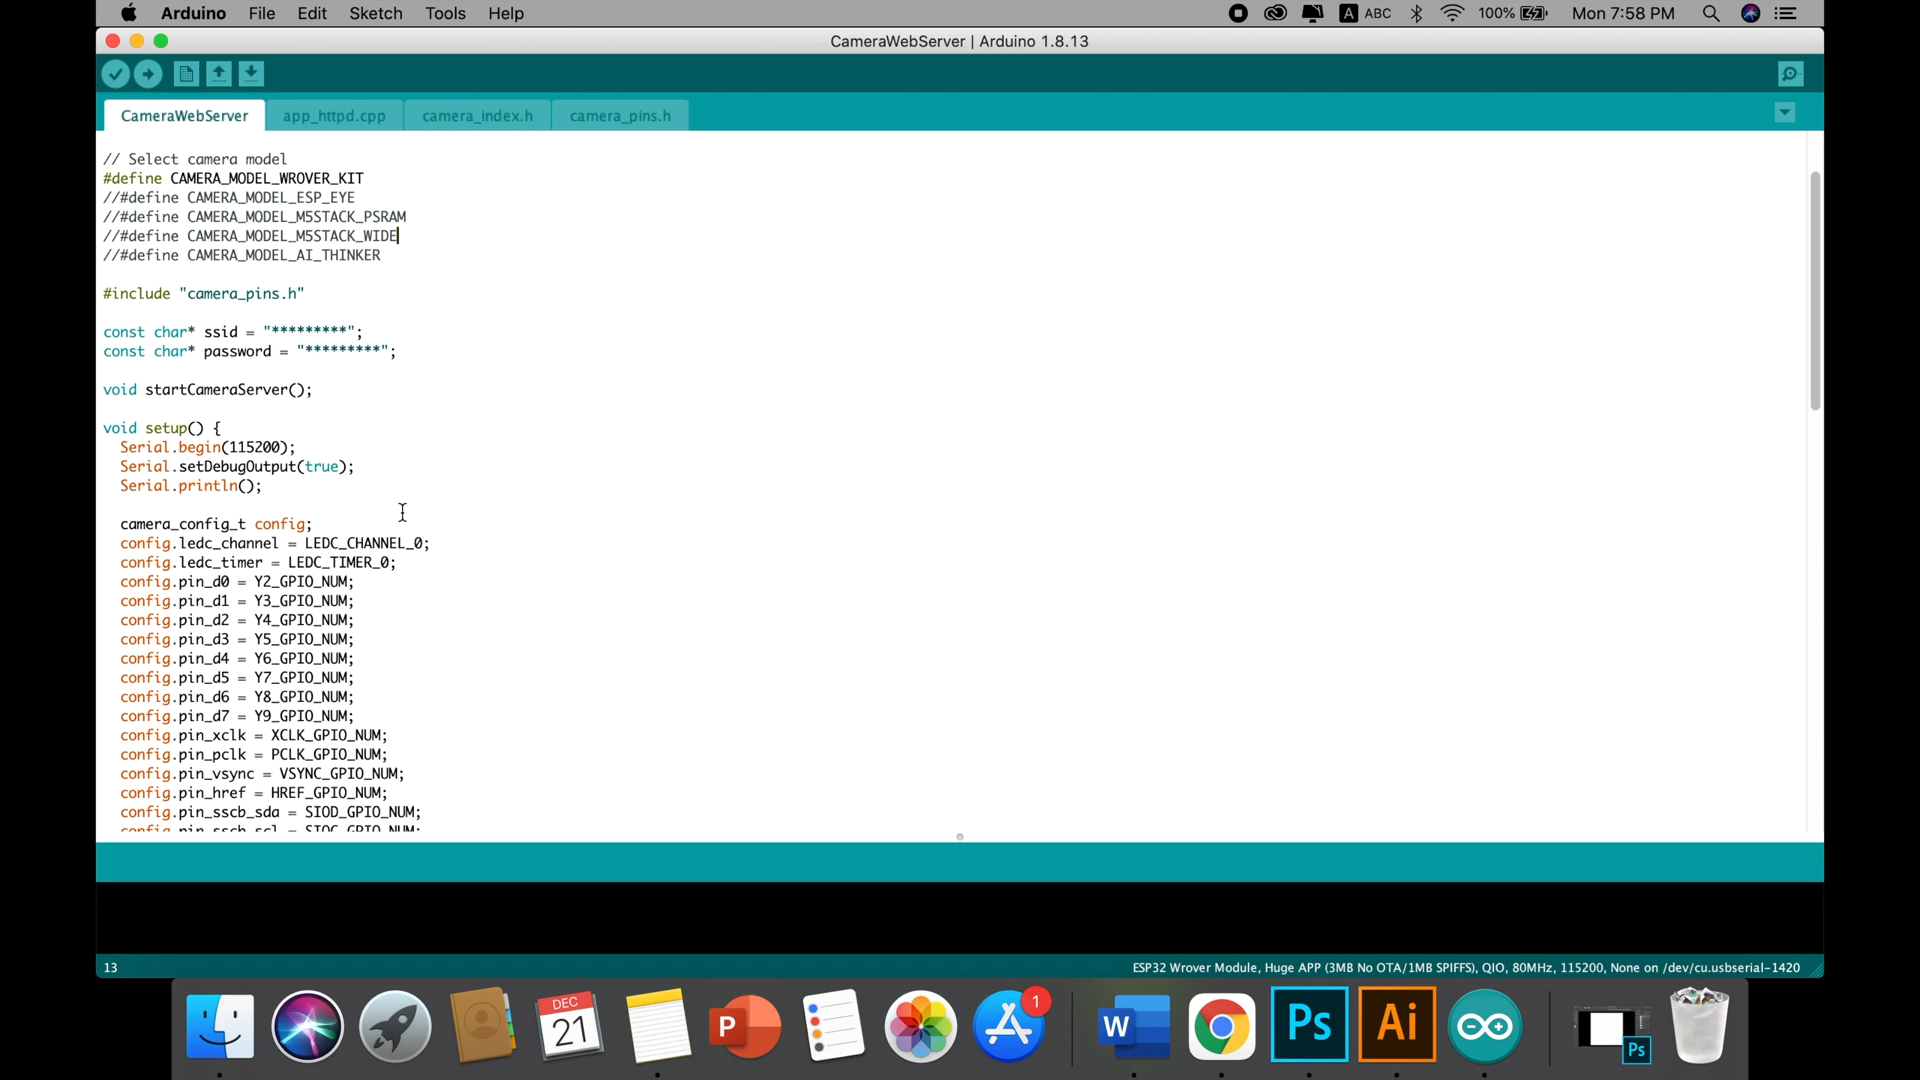 Arduino File Edit Sketch Tools Help A ABC 100% Mon 7:58 PM
CameraWebServer | Arduino 1.8.13
CameraWebServer app_httpd.cpp camera_index.h camera_pins.h
// Select camera model
#define CAMERA_MODEL_WROVER_KIT
//#define CAMERA_MODEL_ESP_EYE
//#define CAMERA_MODEL_M5STACK_PSRAM
//#define CAMERA_MODEL_M5STACK_WIDE
//#define CAMERA_MODEL_AI_THINKER
#include "camera_pins.h"
const char* ssid = "*********";
const char* password = "*********";
void startCameraServer();
void setup() {
Serial.begin(115200);
Serial.setDebugOutput(true);
Serial.println();
camera_config_t config;
config.ledc_channel = LEDC_CHANNEL_0;
config.ledc_timer = LEDC_TIMER_0;
config.pin_d0 = Y2_GPIO_NUM;
config.pin_d1 = Y3_GPIO_NUM;
config.pin_d2 = Y4_GPIO_NUM;
config.pin_d3 = Y5_GPIO_NUM;
config.pin_d4 = Y6_GPIO_NUM;
config.pin_d5 = Y7_GPIO_NUM;
config.pin_d6 = Y8_GPIO_NUM;
config.pin_d7 = Y9_GPIO_NUM;
config.pin_xclk = XCLK_GPIO_NUM;
config.pin_pclk = PCLK_GPIO_NUM;
config.pin_vsync = VSYNC_GPIO_NUM;
config.pin_href = HREF_GPIO_NUM;
config.pin_sscb_sda = SIOD_GPIO_NUM;
config.pin_sscb_scl = SIOC_GPIO_NUM;
13 ESP32 Wrover Module, Huge APP (3MB No OTA/1MB SPIFFS), QIO, 80MHz, 115200, None on /dev/cu.usbserial-1420
DEC
21
P
1
W
Ps
Ai
Ps